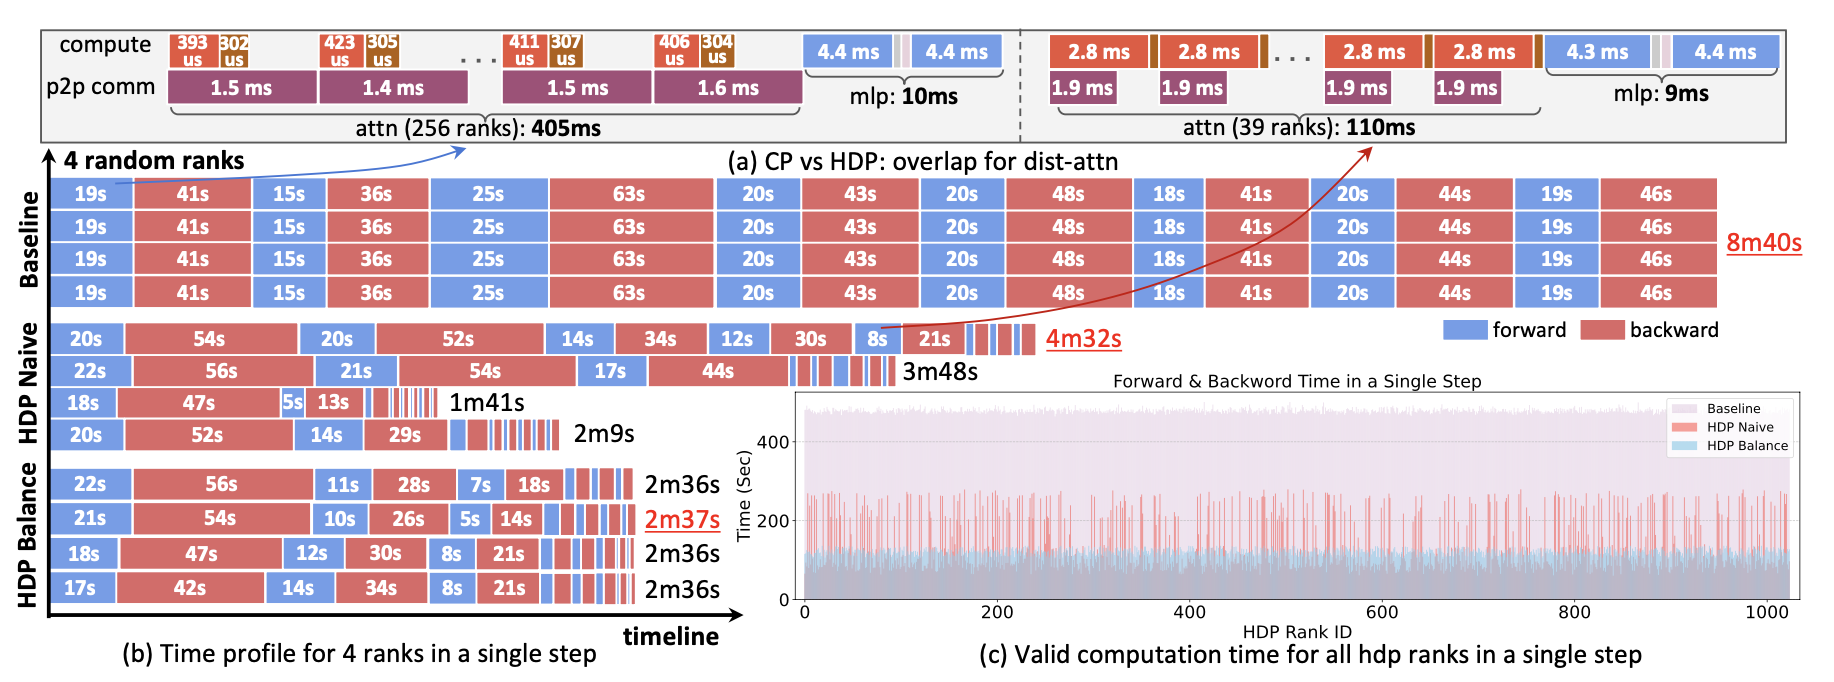 compute 393 us 302 us 423 us 305 us ... 411 us 307 us 406 us 304 us 4.4 ms 4.4 ms 2.8 ms 2.8 ms ... 2.8 ms 2.8 ms 4.3 ms 4.4 ms
p2p comm 1.5 ms 1.4 ms 1.5 ms 1.6 ms mlp: 10ms 1.9 ms 1.9 ms 1.9 ms 1.9 ms mlp: 9ms
attn (256 ranks): 405ms attn (39 ranks): 110ms
4 random ranks
(a) CP vs HDP: overlap for dist-attn
Baseline
19s 41s 15s 36s 25s 63s 20s 43s 20s 48s 18s 41s 20s 44s 19s 46s
19s 41s 15s 36s 25s 63s 20s 43s 20s 48s 18s 41s 20s 44s 19s 46s
19s 41s 15s 36s 25s 63s 20s 43s 20s 48s 18s 41s 20s 44s 19s 46s
19s 41s 15s 36s 25s 63s 20s 43s 20s 48s 18s 41s 20s 44s 19s 46s
8m40s
forward backward
HDP Naive
20s 54s 20s 52s 14s 34s 12s 30s 8s 21s 4m32s
22s 56s 21s 54s 17s 44s 3m48s
18s 47s 5s 13s 1m41s
20s 52s 14s 29s 2m9s
HDP Balance
22s 56s 11s 28s 7s 18s 2m36s
21s 54s 10s 26s 5s 14s 2m37s
18s 47s 12s 30s 8s 21s 2m36s
17s 42s 14s 34s 8s 21s 2m36s
timeline
(b) Time profile for 4 ranks in a single step
Forward & Backword Time in a Single Step
Baseline
HDP Naive
HDP Balance
Time (Sec)
400
200
0
0 200 400 600 800 1000
HDP Rank ID
(c) Valid computation time for all hdp ranks in a single step